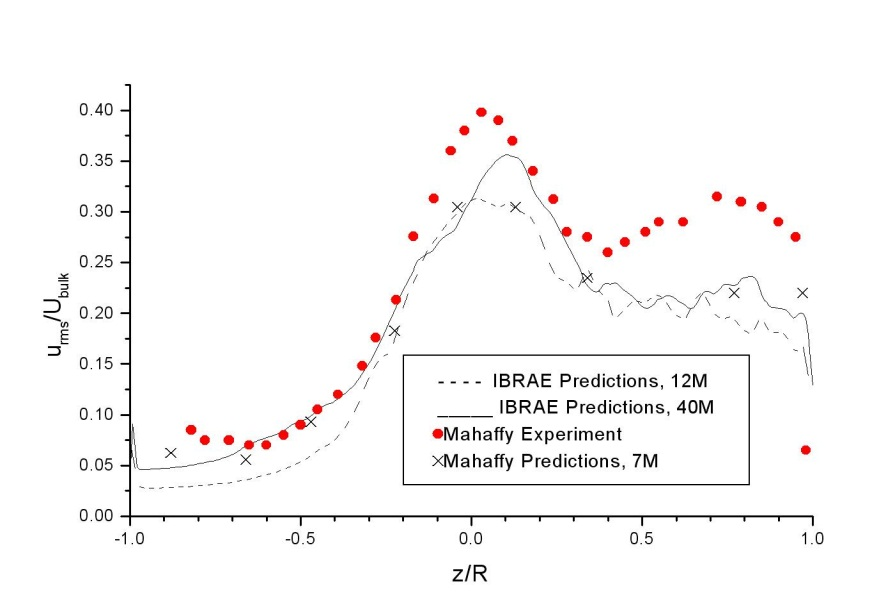 0.40
0.35
0.30
0.25
0.20
0.15
0.10
0.05
0.00
-1.0 -0.5 0.0 0.5 1.0
z/R
urms/Ubulk
IBRAE Predictions, 12M
IBRAE Predictions, 40M
Mahaffy Experiment
Mahaffy Predictions, 7M